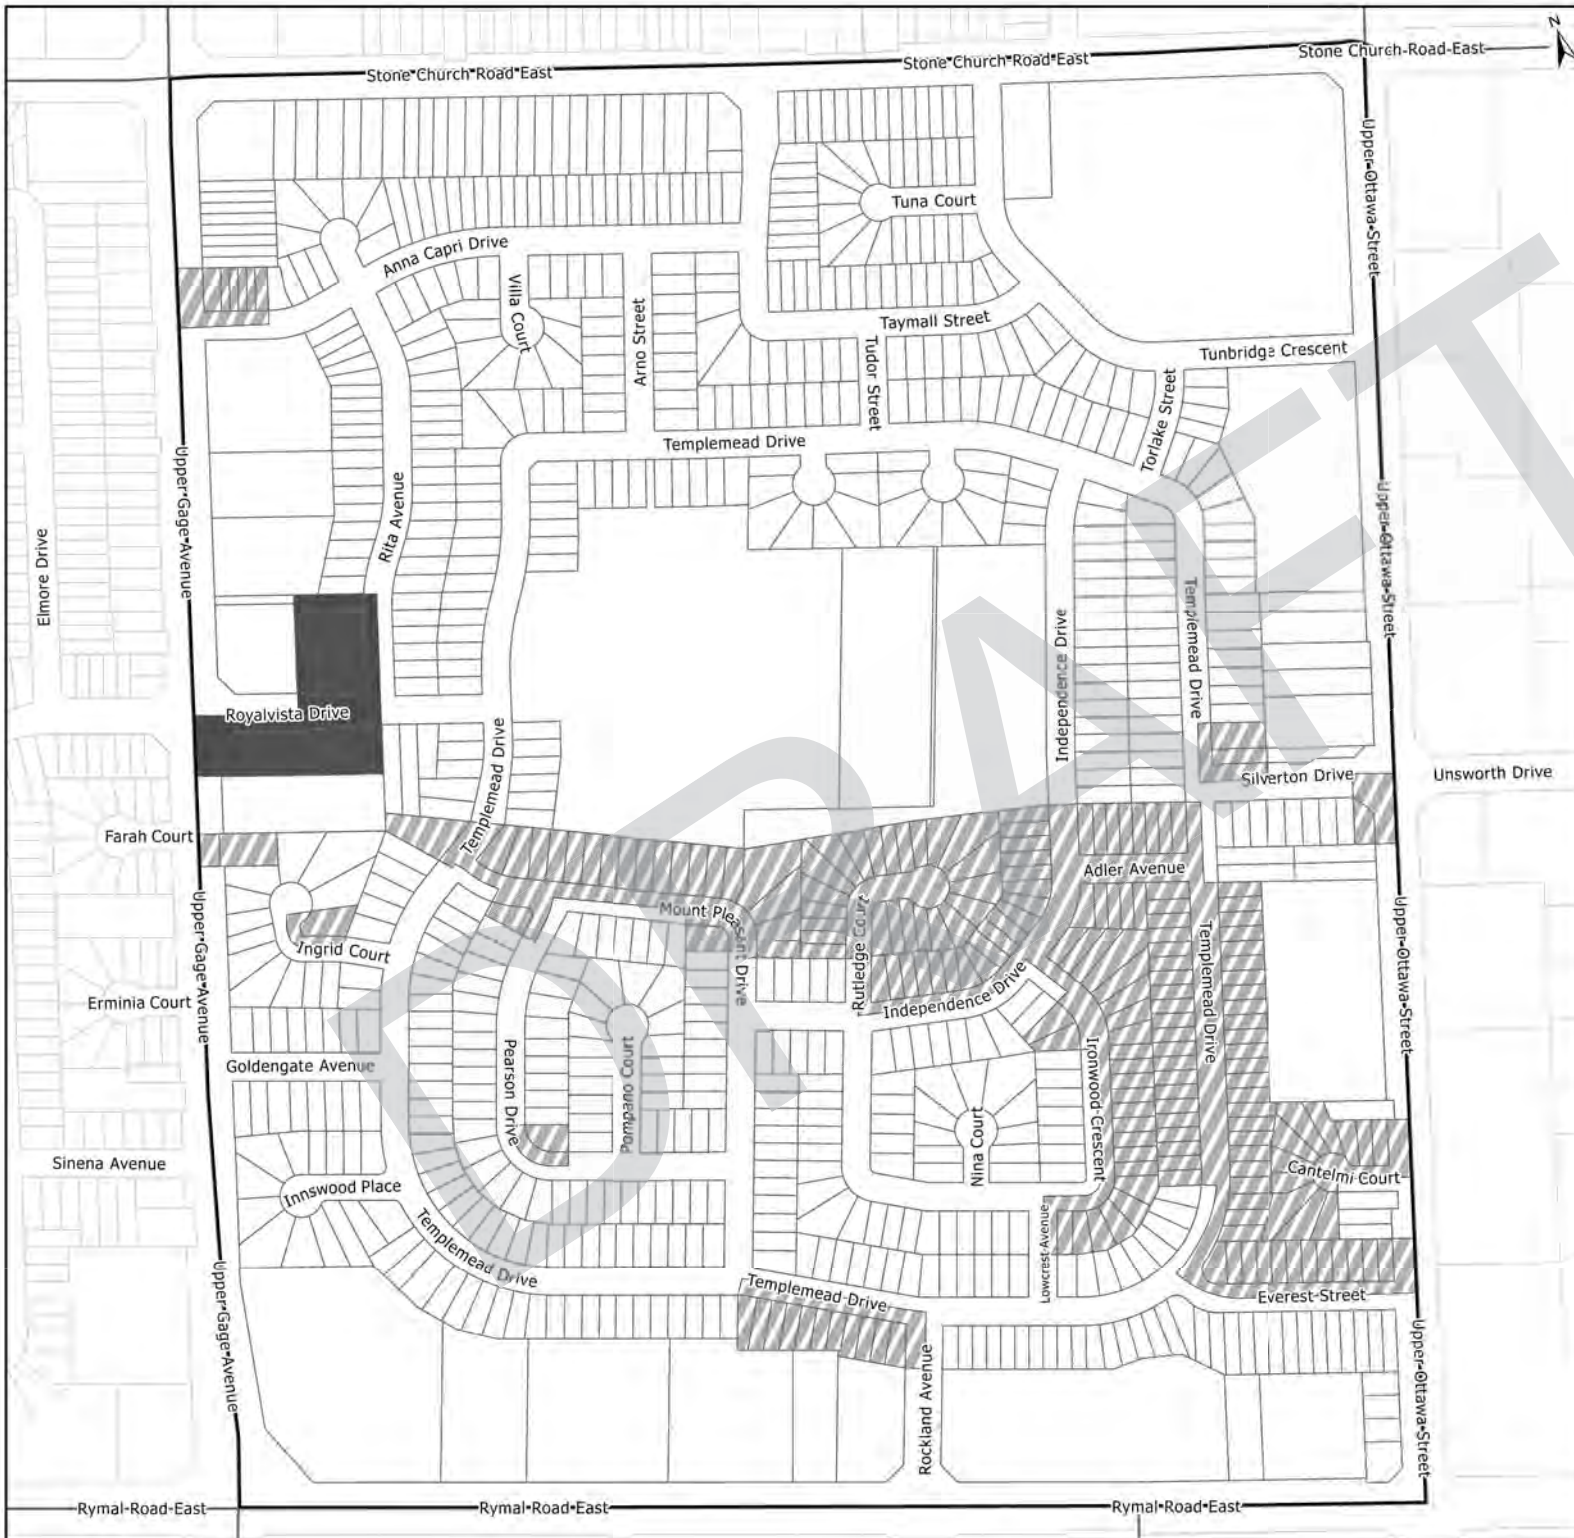 Stone Church Road East
Stone Church Road East
Stone Church Road East
N
Upper Ottawa Street
Tuna Court
Anna Capri Drive
Villa Court
Arno Street
Taymall Street
Tudor Street
Tunbridge Crescent
Torlake Street
Templemead Drive
Upper Gage Avenue
Rita Avenue
Elmore Drive
Upper Ottawa Street
Independence Drive
Templemead Drive
Royalvista Drive
Templemead Drive
Silverton Drive
Unsworth Drive
Farah Court
Adler Avenue
Mount Pleasant Drive
Rutledge Court
Ingrid Court
Upper Gage Avenue
Independence Drive
Templemead Drive
Upper Ottawa Street
Erminia Court
Goldengate Avenue
Pearson Drive
Pompano Court
Ironwood Crescent
Nina Court
Sinena Avenue
Innswood Place
Cantelmi Court
Templemead Drive
Lowcrest Avenue
Templemead Drive
Everest Street
Upper Gage Avenue
Rockland Avenue
Upper Ottawa Street
Rymal Road East
Rymal Road East
Rymal Road East
DRAFT